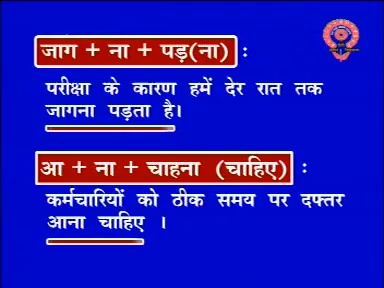 जाग + ना + पड़(ना) :
परीक्षा के कारण हमें देर रात तक
जागना पड़ता है।
आ + ना + चाहना (चाहिए) :
कर्मचारियों को ठीक समय पर दफ्तर
आना चाहिए ।